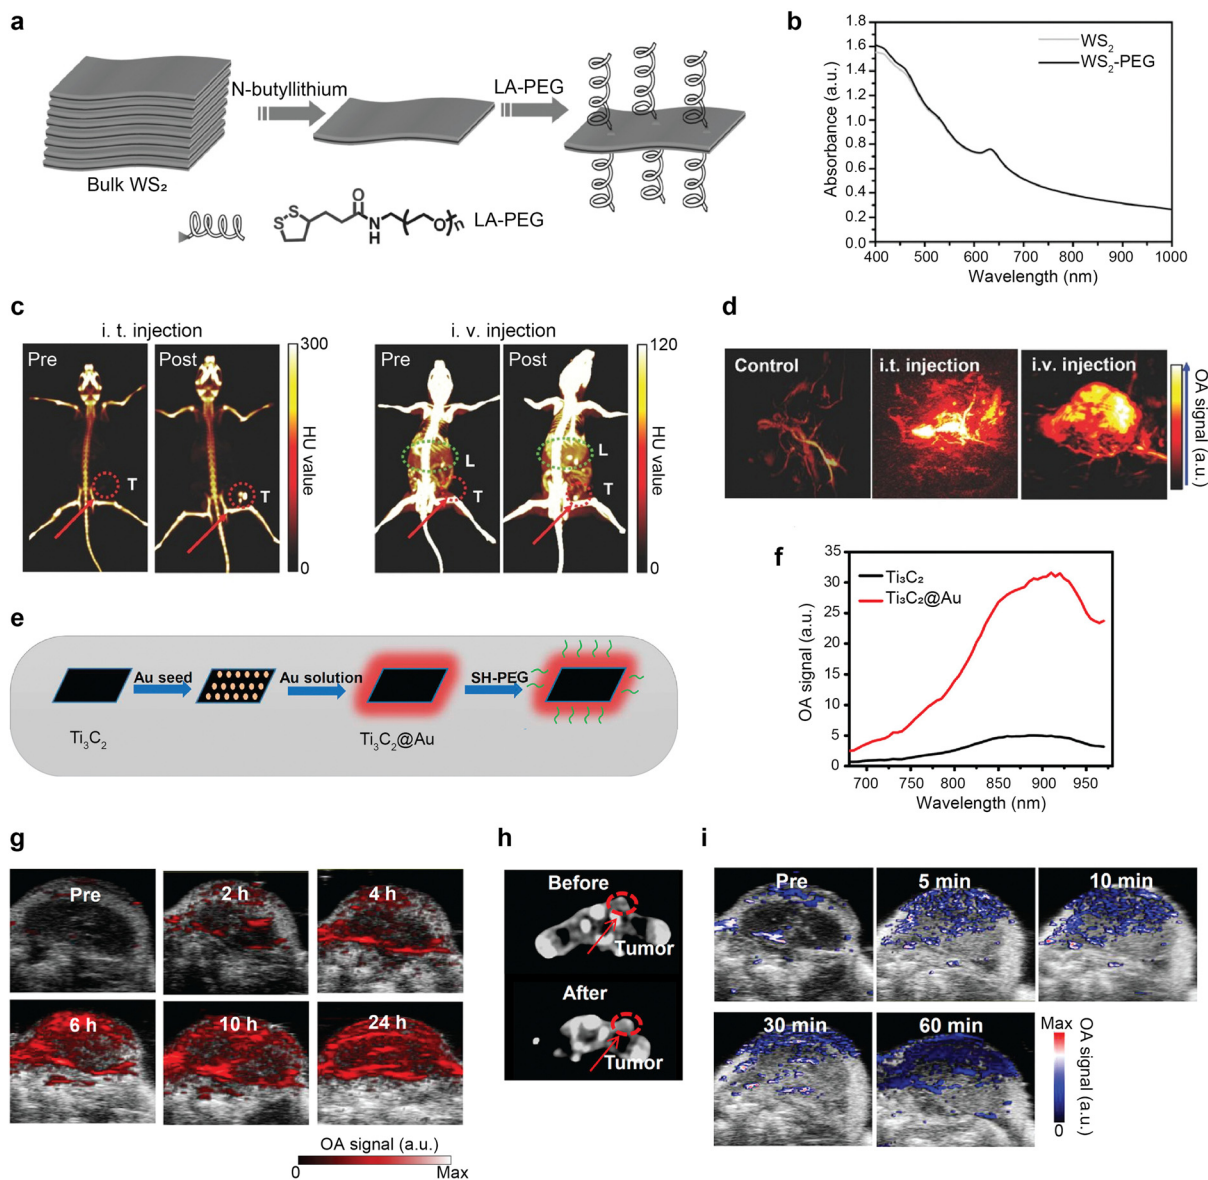 a
N-butyllithium
LA-PEG
Bulk WS₂
S
S
O
N
H
O
n
LA-PEG
b
Absorbance (a.u.)
1.8
1.6
1.4
1.2
1.0
0.8
0.6
0.4
0.2
0.0
WS₂
WS₂-PEG
400 500 600 700 800 900 1000
Wavelength (nm)
c
i. t. injection
Pre
T
Post
T
300
HU value
0
i. v. injection
Pre
L
T
Post
L
T
120
HU value
0
d
Control
i.t. injection
i.v. injection
OA signal (a.u.)
e
Au seed
Au solution
SH-PEG
Ti₃C₂
Ti₃C₂@Au
f
OA signal (a.u.)
35
30
25
20
15
10
5
0
Ti₃C₂
Ti₃C₂@Au
700 750 800 850 900 950
Wavelength (nm)
g
Pre
2 h
4 h
6 h
10 h
24 h
OA signal (a.u.)
0 Max
h
Before
Tumor
After
Tumor
i
Pre
5 min
10 min
30 min
60 min
Max
OA signal (a.u.)
0